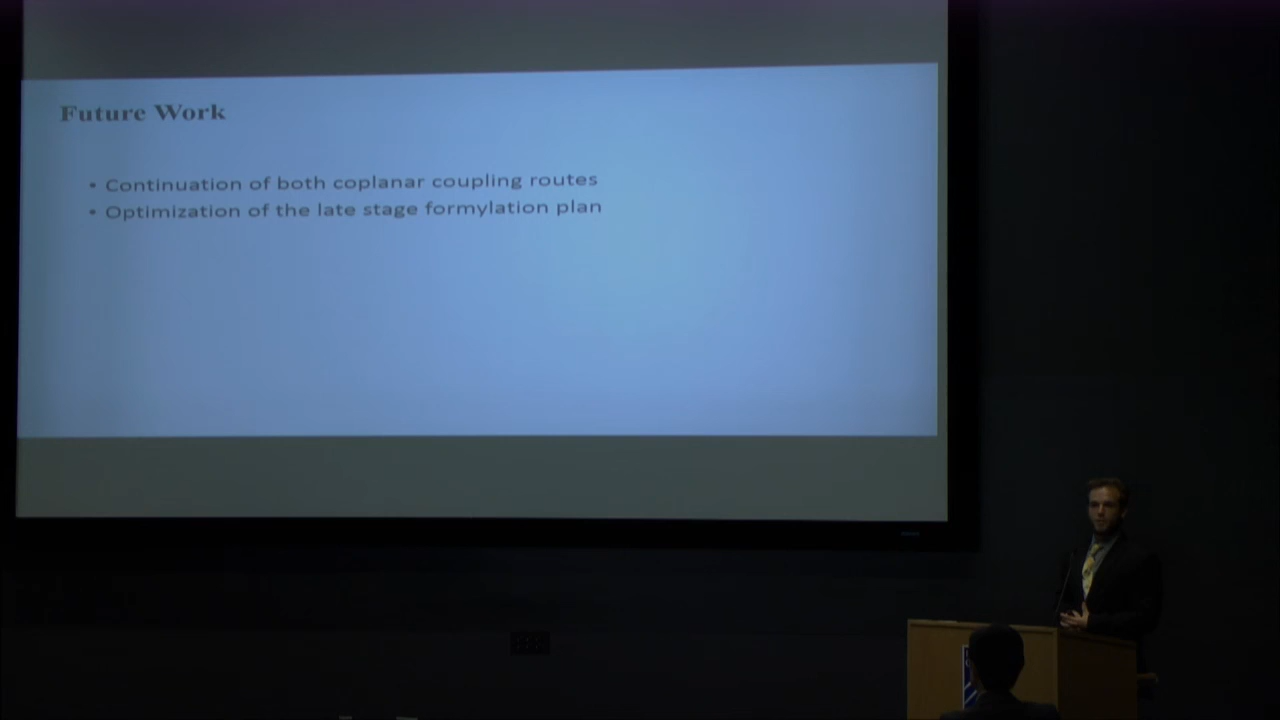 Future Work
• Continuation of both coplanar coupling routes
• Optimization of the late stage formylation plan